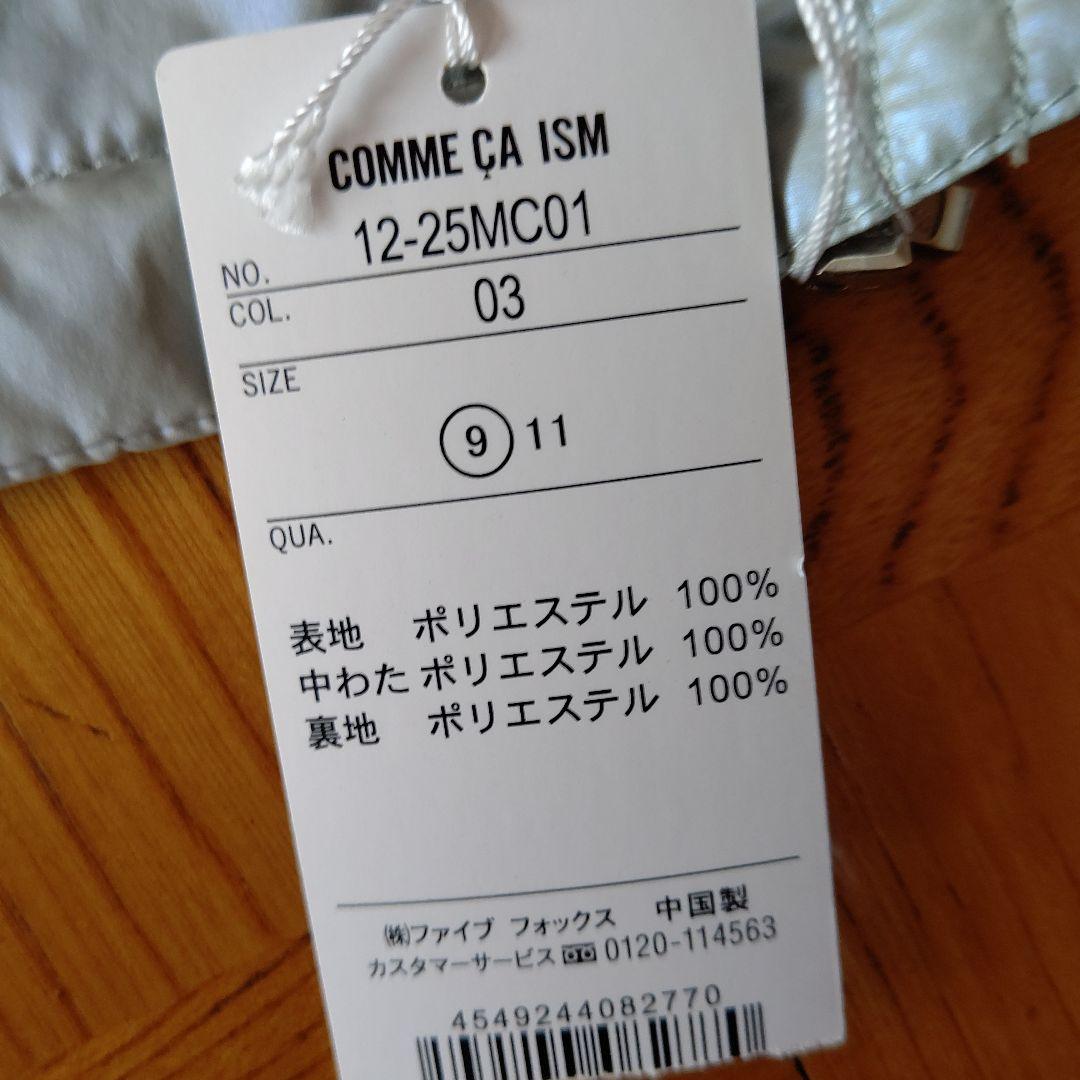 COMME ÇA ISM
NO. 12-25MC01
COL. 03
SIZE
9 11
QUA.
表地 ポリエステル 100%
中わた ポリエステル 100%
裏地 ポリエステル 100%
㈱ファイブ フォックス 中国製
カスタマーサービス 0120-114563
4549244082770